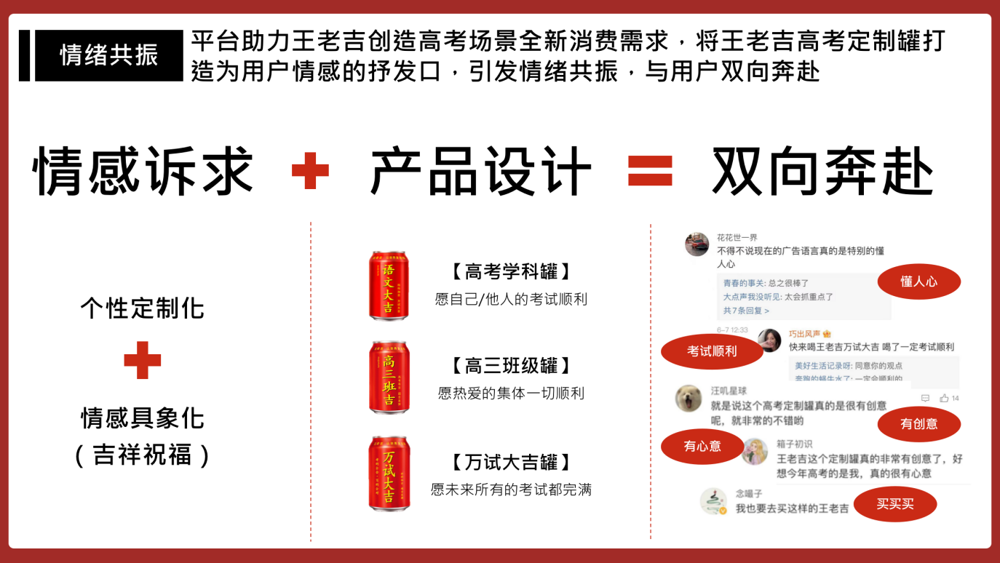 情绪共振
平台助力王老吉创造高考场景全新消费需求，将王老吉高考定制罐打
造为用户情感的抒发口，引发情绪共振，与用户双向奔赴
情感诉求
产品设计
双向奔赴
个性定制化
情感具象化
（吉祥祝福）
语文大吉
【高考学科罐】
愿自己/他人的考试顺利
高三班吉
【高三班级罐】
愿热爱的集体一切顺利
万试大吉
【万试大吉罐】
愿未来所有的考试都完满
花花世一界
不得不说现在的广告语言真的是特别的懂
人心
青春的事关: 总之很棒了
大点声我没听见: 太会抓重点了
共7条回复 >
懂人心
6-7 12:33
巧出风声
快来喝王老吉万试大吉 喝了一定考试顺利
考试顺利
美好生活记录呀: 同意你的观点
奔跑的蜗牛水了: 一定会顺利的
汪叽星球
14
就是说这个高考定制罐真的是很有创意
呢，就非常的不错哟
有创意
有心意
箱子初识
王老吉这个定制罐真的非常有创意了，好
想今年高考的是我，真的很有心意
念嘬子
我也要去买这样的王老吉
买买买